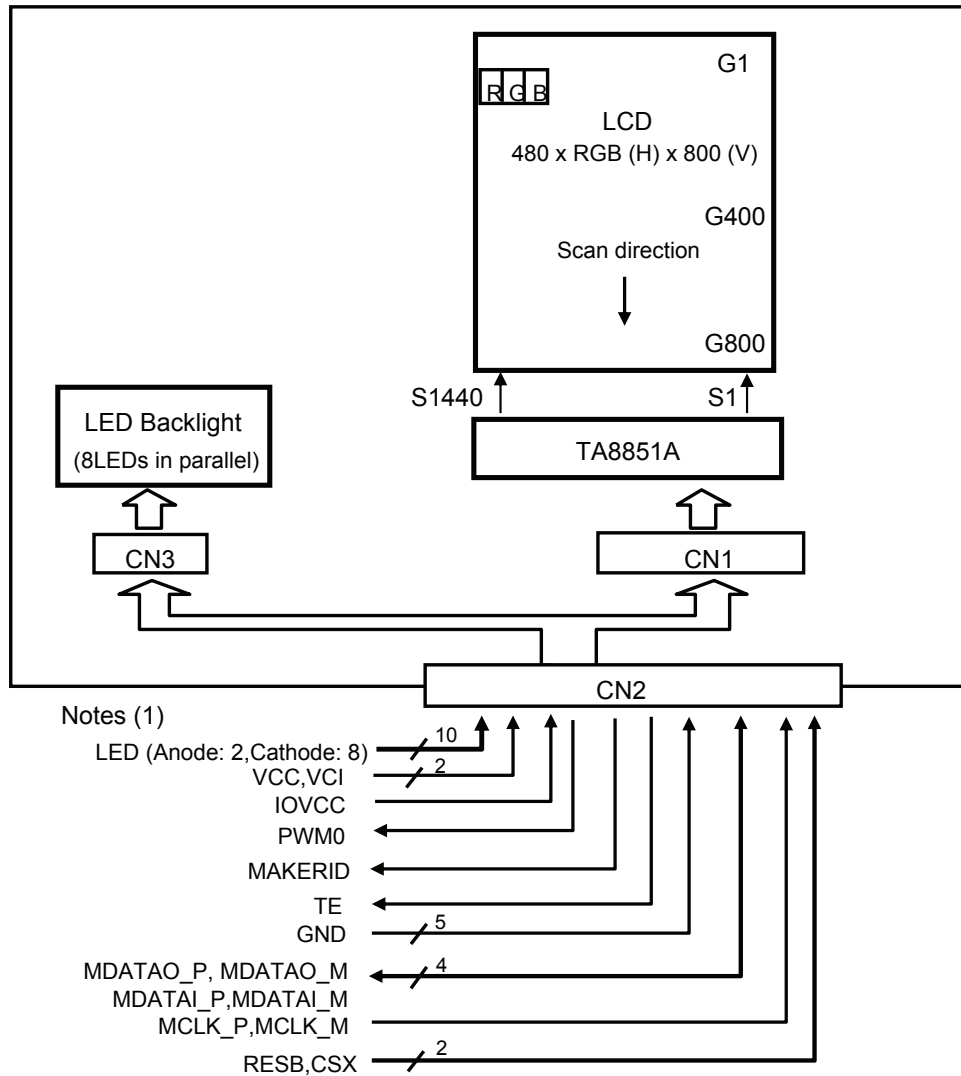 G1
R G B
LCD
480 x RGB (H) x 800 (V)
G400
Scan direction
G800
S1440
S1
LED Backlight
(8LEDs in parallel)
TA8851A
CN3
CN1
CN2
Notes (1)
LED (Anode: 2,Cathode: 8)
10
VCC,VCI
2
IOVCC
PWM0
MAKERID
TE
GND
5
MDATAO_P, MDATAO_M
4
MDATAI_P,MDATAI_M
MCLK_P,MCLK_M
RESB,CSX
2